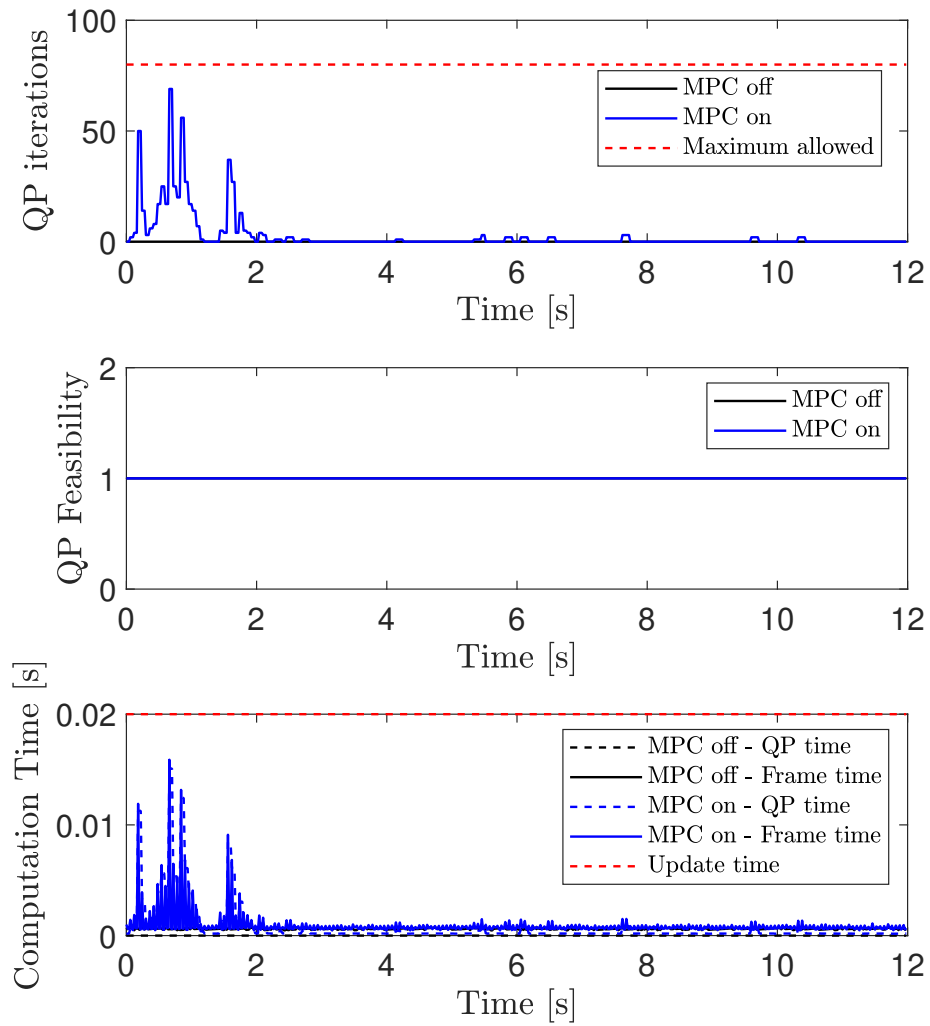 QP iterations
100
50
0
0 2 4 6 8 10 12
Time [s]
MPC off
MPC on
Maximum allowed
QP Feasibility
2
1
0
0 2 4 6 8 10 12
Time [s]
MPC off
MPC on
Computation Time [s]
0.02
0.01
0
0 2 4 6 8 10 12
Time [s]
MPC off - QP time
MPC off - Frame time
MPC on - QP time
MPC on - Frame time
Update time